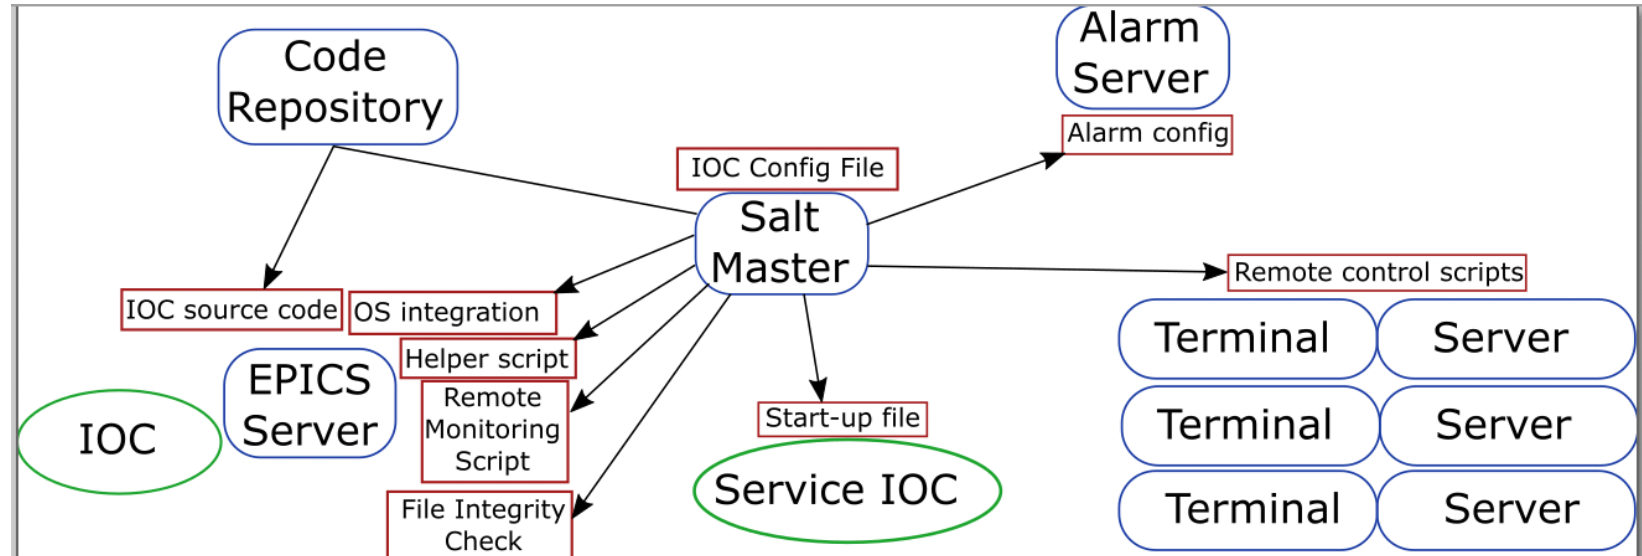 Code
Repository
Alarm
Server
Alarm config
IOC Config File
Salt
Master
Remote control scripts
IOC source code
OS integration
Helper script
Remote
Monitoring
Script
File Integrity
Check
EPICS
Server
IOC
Start-up file
Service IOC
Terminal Server
Terminal Server
Terminal Server